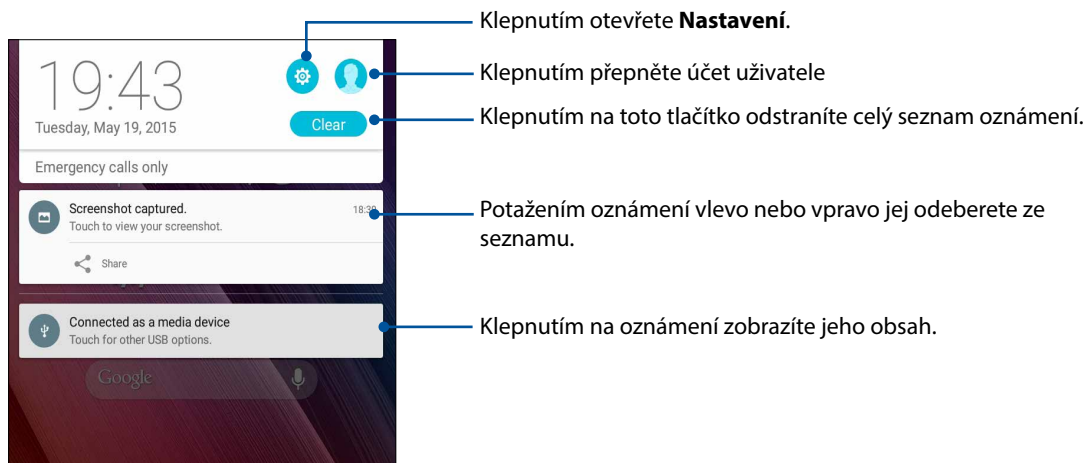 Klepnutím otevřete Nastavení.
19:43
Klepnutím přepněte účet uživatele
Tuesday, May 19, 2015
Clear
Klepnutím na toto tlačítko odstraníte celý seznam oznámení.
Emergency calls only
Screenshot captured.
Touch to view your screenshot.
Share
Potažením oznámení vlevo nebo vpravo jej odeberete ze
seznamu.
Connected as a media device
Touch for other USB options.
Klepnutím na oznámení zobrazíte jeho obsah.
Google